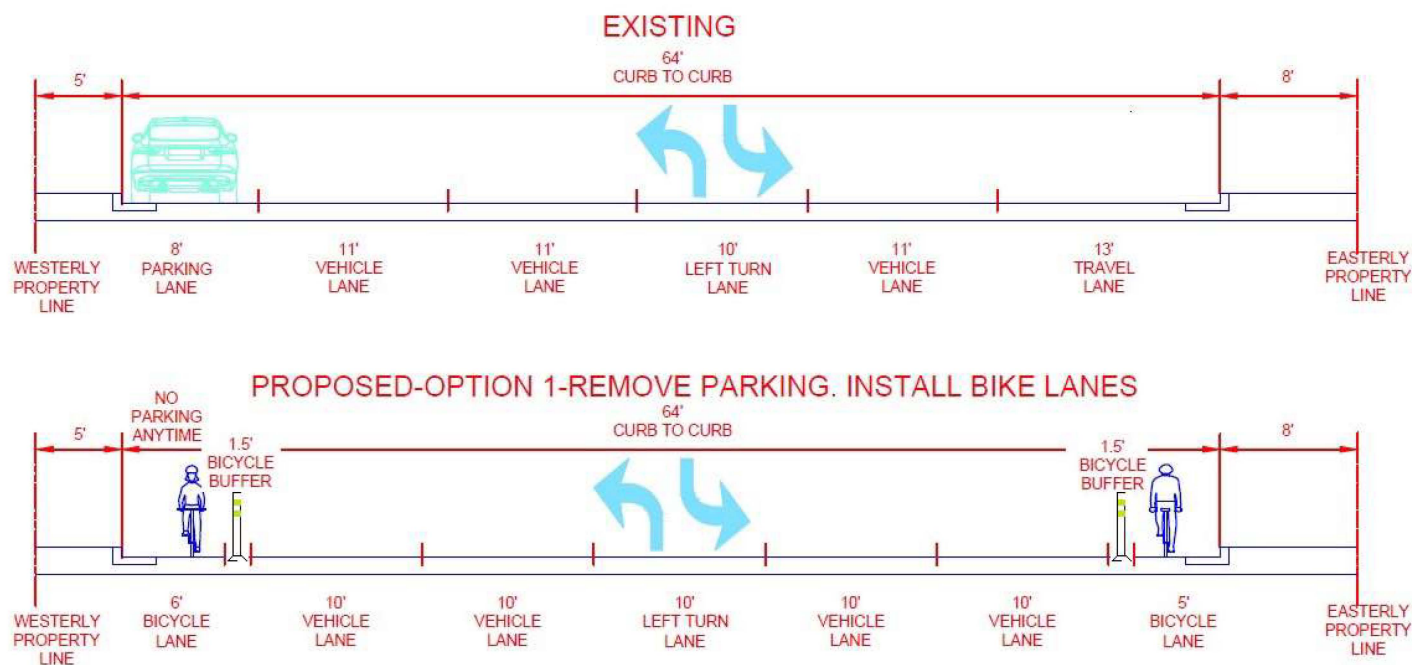 EXISTING
64'
CURB TO CURB
5'
8'
WESTERLY
PROPERTY
LINE
8'
PARKING
LANE
11'
VEHICLE
LANE
11'
VEHICLE
LANE
10'
LEFT TURN
LANE
11'
VEHICLE
LANE
13'
TRAVEL
LANE
EASTERLY
PROPERTY
LINE
PROPOSED-OPTION 1-REMOVE PARKING. INSTALL BIKE LANES
64'
CURB TO CURB
5'
NO
PARKING
ANYTIME
1.5'
BICYCLE
BUFFER
1.5'
BICYCLE
BUFFER
8'
WESTERLY
PROPERTY
LINE
6'
BICYCLE
LANE
10'
VEHICLE
LANE
10'
VEHICLE
LANE
10'
LEFT TURN
LANE
10'
VEHICLE
LANE
10'
VEHICLE
LANE
5'
BICYCLE
LANE
EASTERLY
PROPERTY
LINE